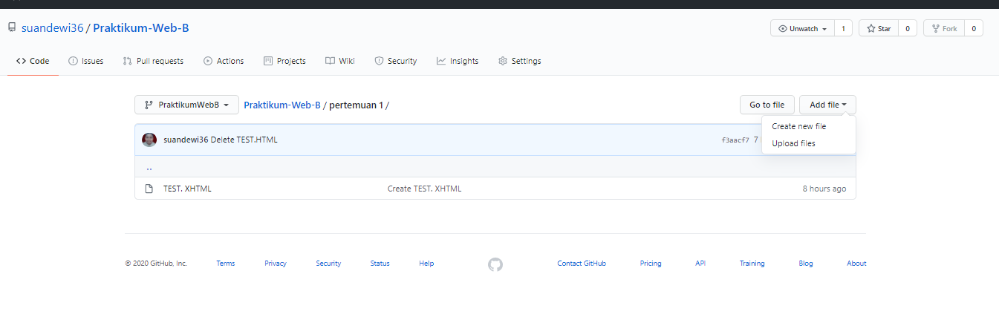 suandewi36 / Praktikum-Web-B
Unwatch 1 Star 0 Fork 0
Code Issues Pull requests Actions Projects Wiki Security Insights Settings
PraktikumWebB Praktikum-Web-B / pertemuan 1 / Go to file Add file
Create new file
suandewi36 Delete TEST.HTML f3aacf7 7
Upload files
..
TEST. XHTML Create TEST. XHTML 8 hours ago
© 2020 GitHub, Inc. Terms Privacy Security Status Help Contact GitHub Pricing API Training Blog About